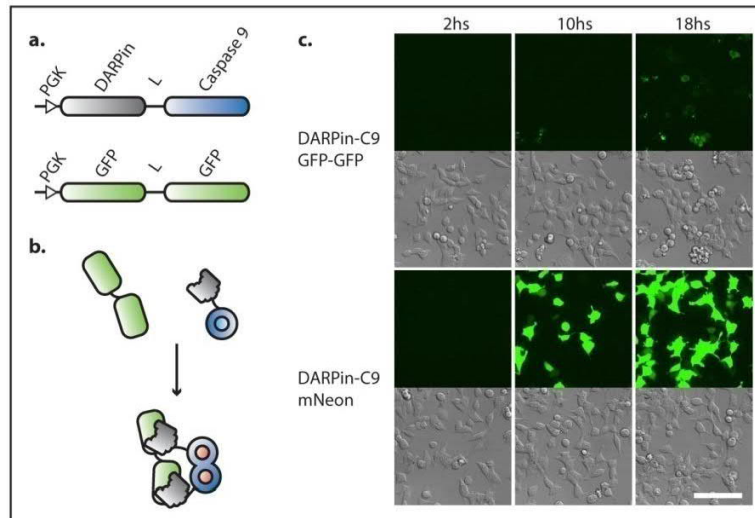 a.
PGK DARPin L Caspase 9
PGK GFP L GFP
b.
c.
2hs 10hs 18hs
DARPin-C9
GFP-GFP
DARPin-C9
mNeon